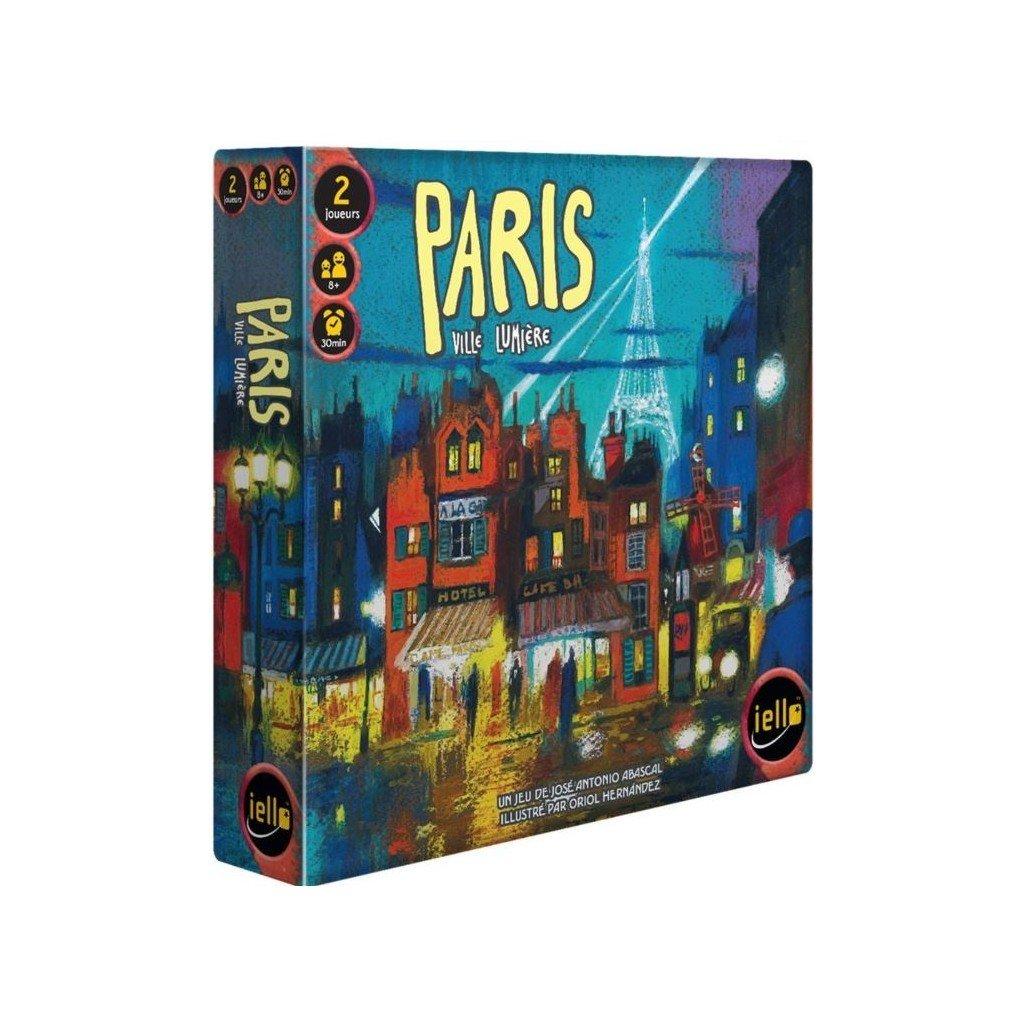 2
joueurs
8+
30min
PARIS
VILLE LUMIÈRE
2
joueurs
8+
30min
PARIS
VILLE LUMIÈRE
HOTEL
iello
UN JEU DE JOSÉ ANTONIO ABASCAL
ILLUSTRÉ PAR ORIOL HERNÁNDEZ
iello